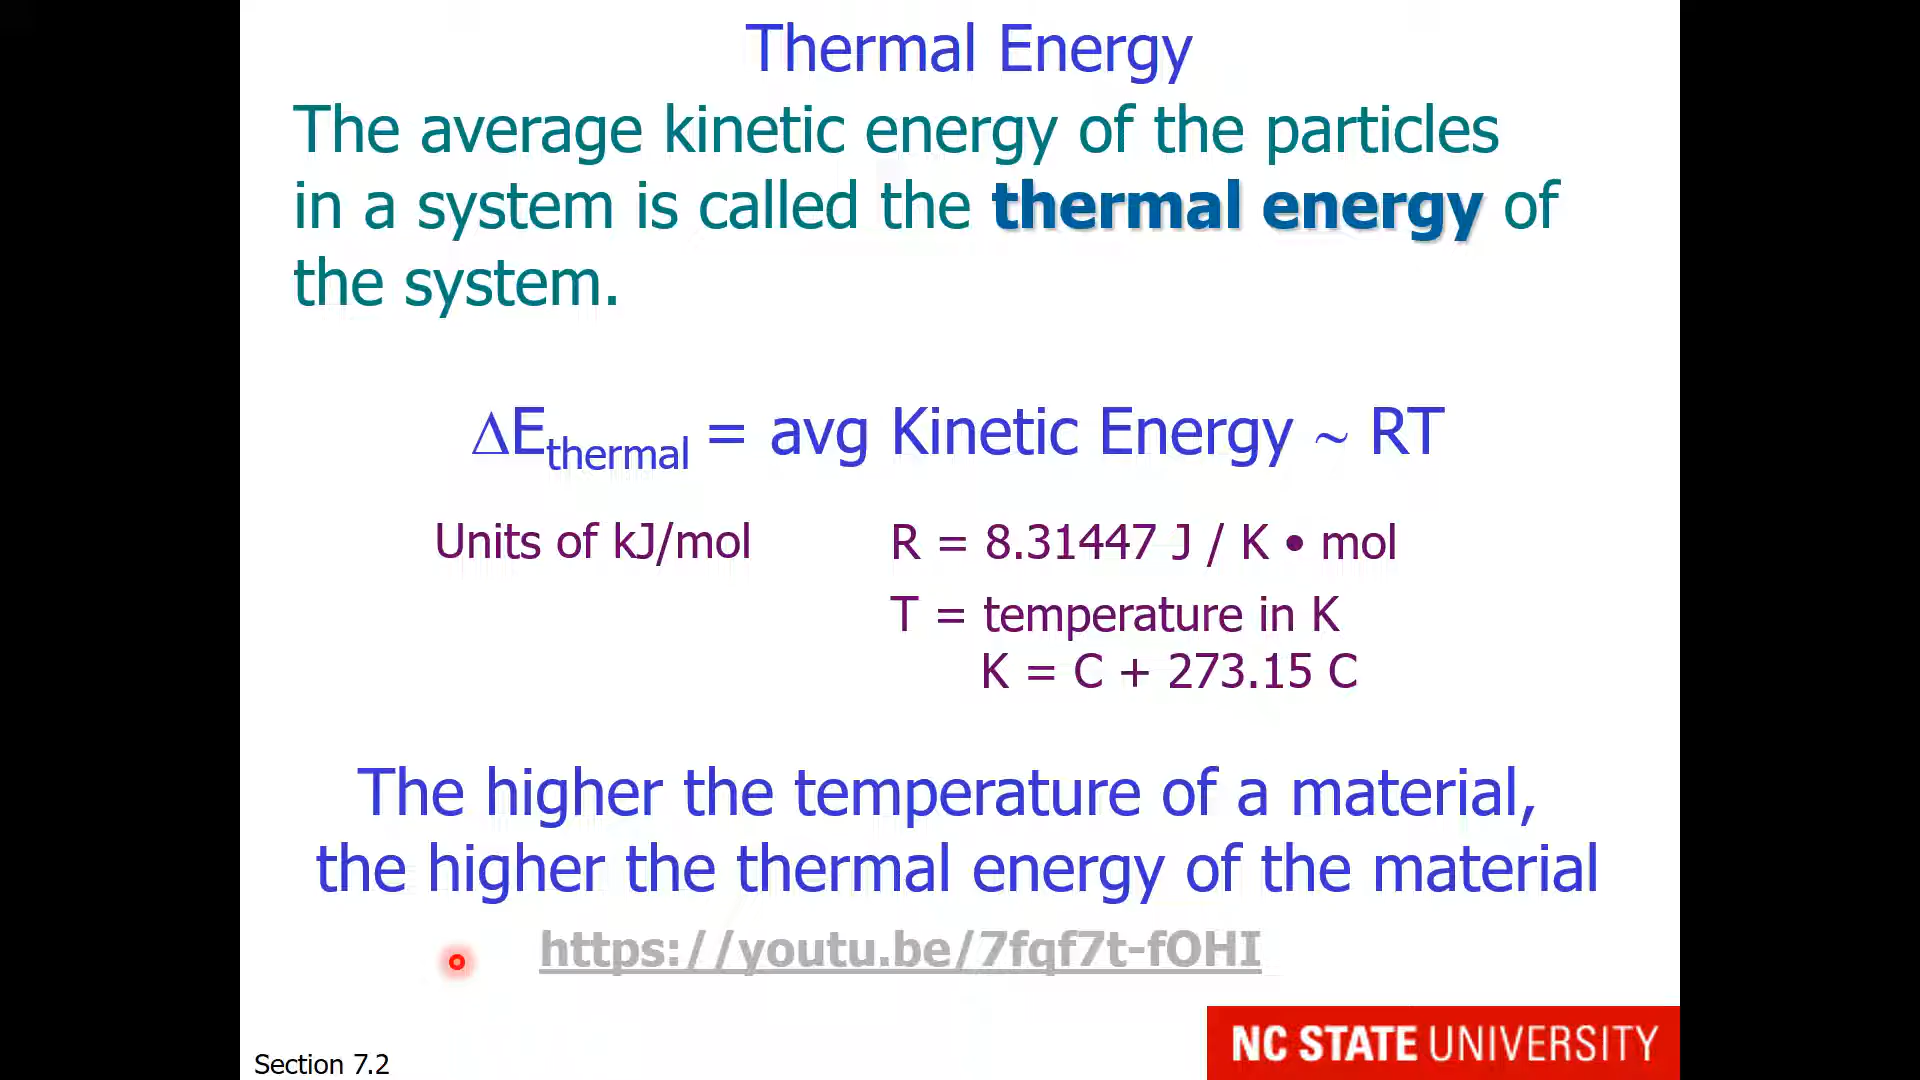 Thermal Energy
The average kinetic energy of the particles
in a system is called the thermal energy of
the system.
ΔEthermal = avg Kinetic Energy ~ RT
Units of kJ/mol
R = 8.31447 J / K • mol
T = temperature in K
K = C + 273.15 C
The higher the temperature of a material,
the higher the thermal energy of the material
https://youtu.be/7fqf7t-fOHI
NC STATE UNIVERSITY
Section 7.2